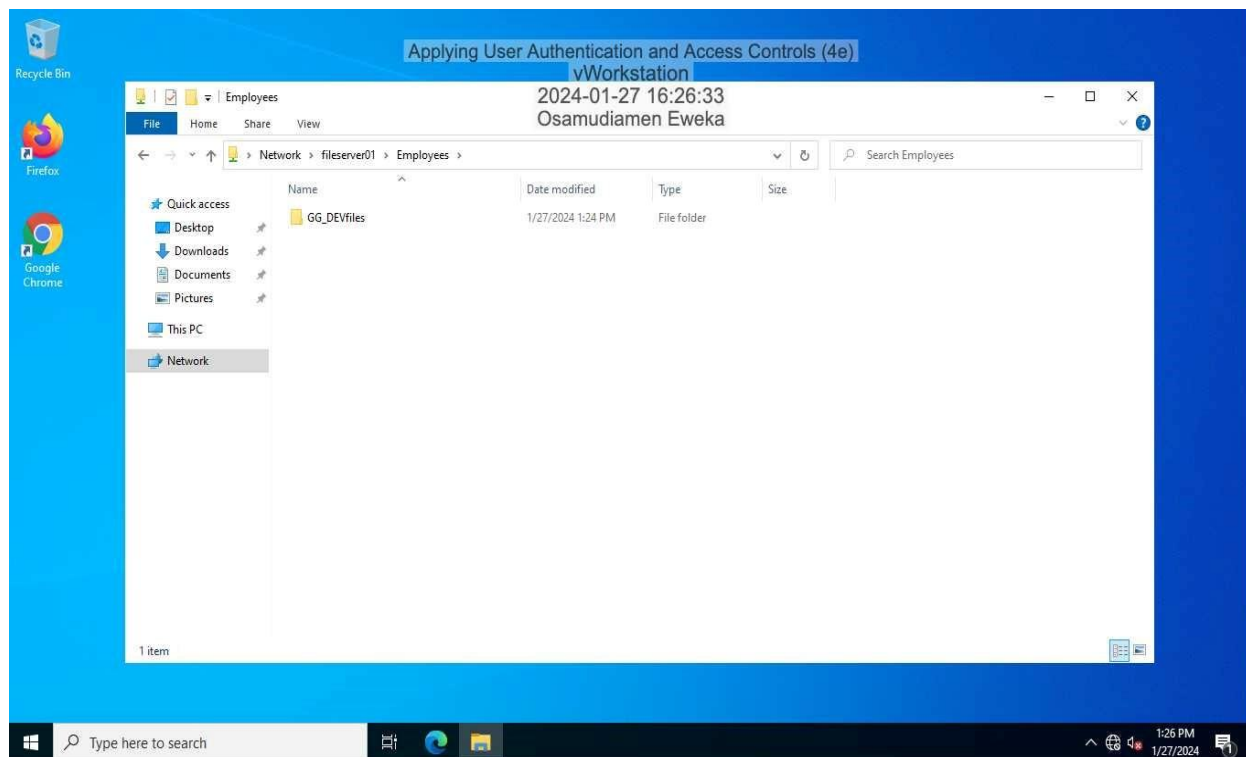 Recycle Bin
Applying User Authentication and Access Controls (4e)
vWorkstation
2024-01-27 16:26:33
Osamudiamen Eweka
Employees
File Home Share View
Network › fileserver01 › Employees ›
Search Employees
Firefox
Name Date modified Type Size
Quick access
GG_DEVfiles 1/27/2024 1:24 PM File folder
Desktop
Downloads
Google
Chrome
Documents
Pictures
This PC
Network
1 item
Type here to search
1:26 PM
1/27/2024
1